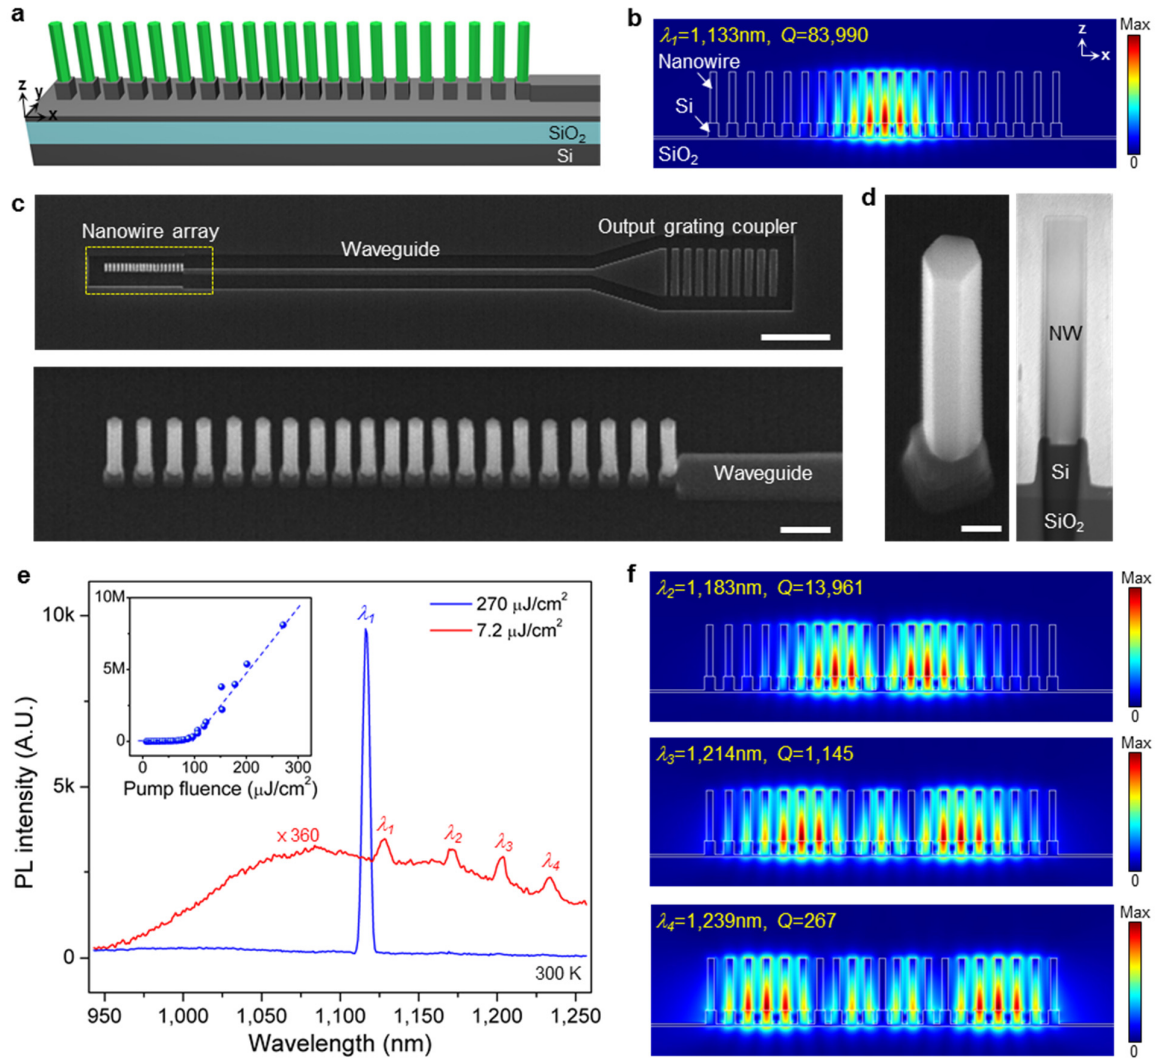 a
z
y
x
SiO₂
Si
b
λ₁=1,133nm, Q=83,990
Nanowire
Si
SiO₂
z
x
Max
0
c
Nanowire array
Waveguide
Output grating coupler
Waveguide
d
NW
Si
SiO₂
e
PL intensity (A.U.)
10k
5k
0
10M
5M
0
0 100 200 300
Pump fluence (μJ/cm²)
λ₁
270 μJ/cm²
7.2 μJ/cm²
x 360
λ₁
λ₂
λ₃
λ₄
300 K
950 1,000 1,050 1,100 1,150 1,200 1,250
Wavelength (nm)
f
λ₂=1,183nm, Q=13,961
Max
0
λ₃=1,214nm, Q=1,145
Max
0
λ₄=1,239nm, Q=267
Max
0